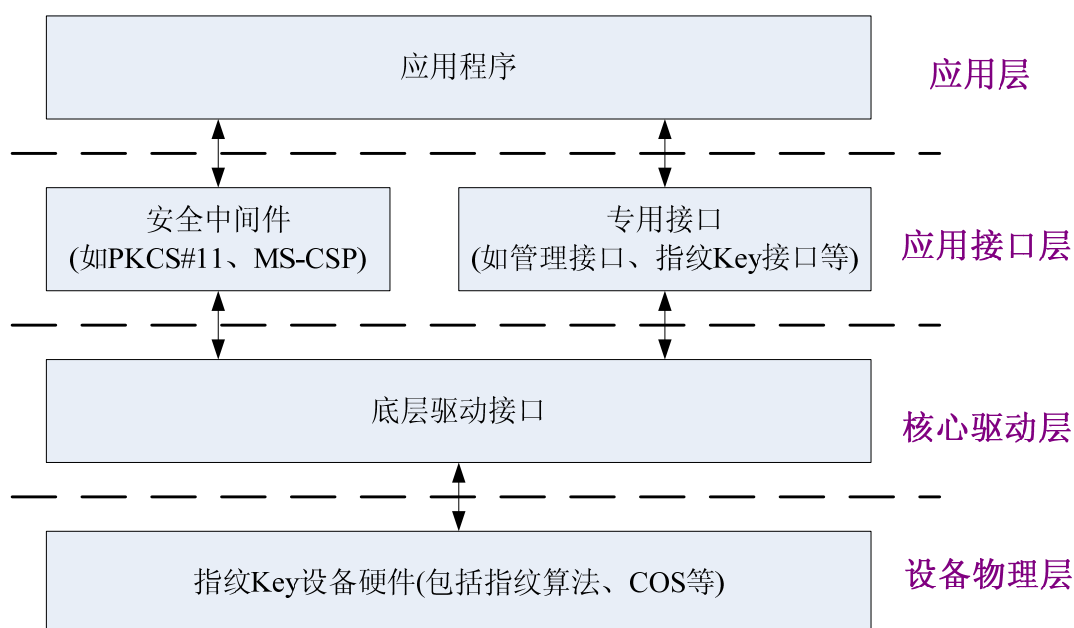 应用程序
应用层
安全中间件
(如PKCS#11、MS-CSP)
专用接口
(如管理接口、指纹Key接口等)
应用接口层
底层驱动接口
核心驱动层
指纹Key设备硬件(包括指纹算法、COS等)
设备物理层